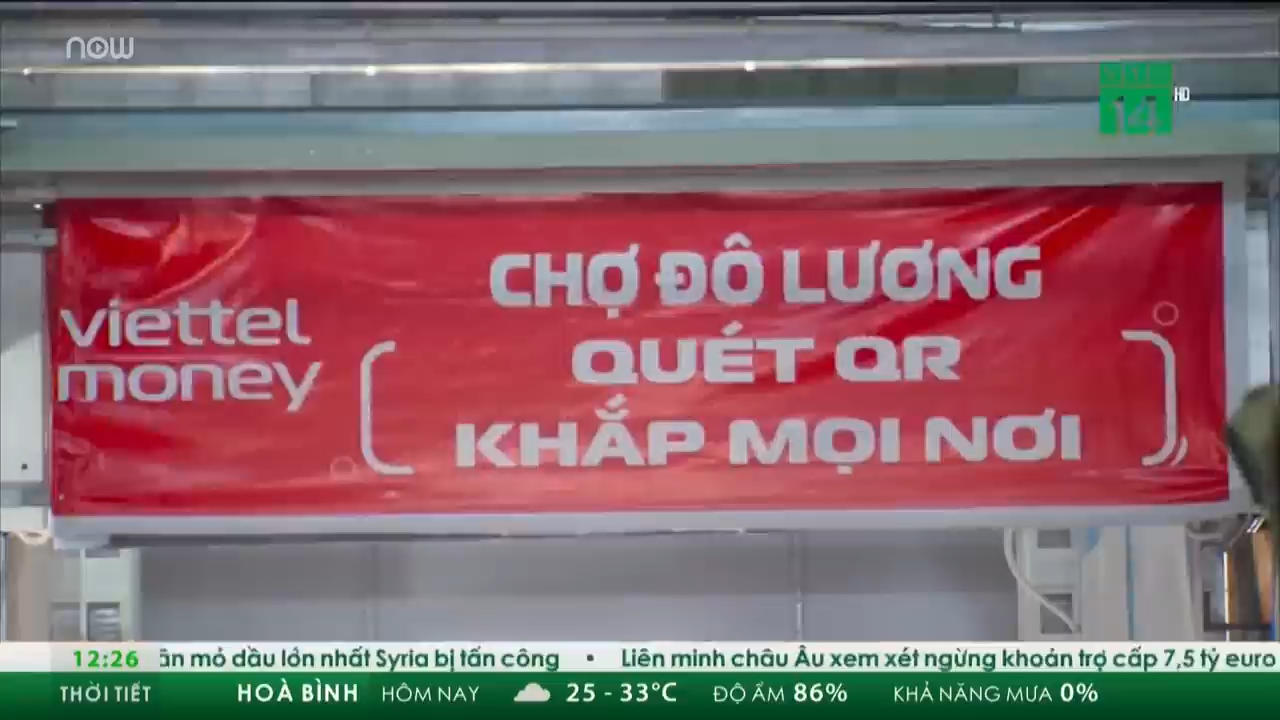 now
14 HD
viettel
money
CHỢ ĐÔ LƯƠNG
QUÉT QR
KHẮP MỌI NƠI
12:26 ân mỏ dầu lớn nhất Syria bị tấn công • Liên minh châu Âu xem xét ngừng khoản trợ cấp 7,5 tỷ euro
THỜI TIẾT HOÀ BÌNH HÔM NAY 25 - 33°C ĐỘ ẨM 86% KHẢ NĂNG MƯA 0%